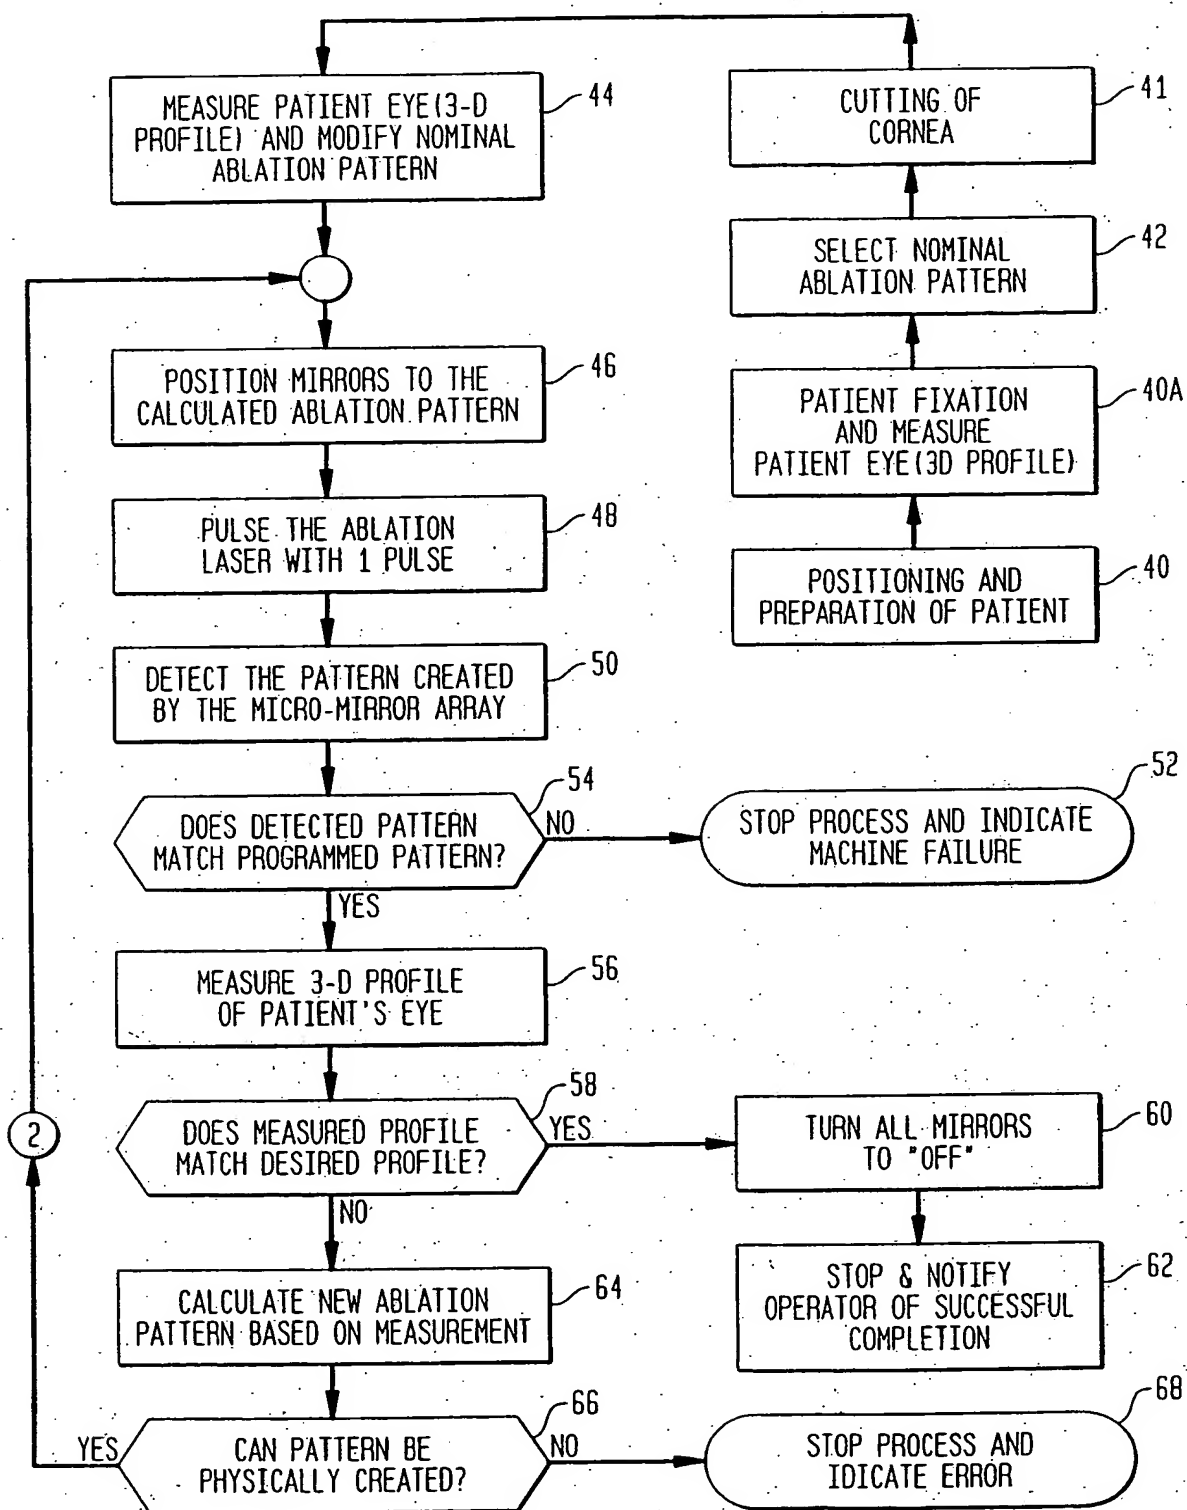 MEASURE PATIENT EYE(3-D
PROFILE) AND MODIFY NOMINAL
ABLATION PATTERN
44
CUTTING OF
CORNEA
41
SELECT NOMINAL
ABLATION PATTERN
42
POSITION MIRRORS TO THE
CALCULATED ABLATION PATTERN
46
PATIENT FIXATION
AND MEASURE
PATIENT EYE(3D PROFILE)
40A
PULSE THE ABLATION
LASER WITH 1 PULSE
48
POSITIONING AND
PREPARATION OF PATIENT
40
DETECT THE PATTERN CREATED
BY THE MICRO-MIRROR ARRAY
50
DOES DETECTED PATTERN
MATCH PROGRAMMED PATTERN?
54
NO
STOP PROCESS AND INDICATE
MACHINE FAILURE
52
YES
MEASURE 3-D PROFILE
OF PATIENT'S EYE
56
2
DOES MEASURED PROFILE
MATCH DESIRED PROFILE?
58
YES
TURN ALL MIRRORS
TO "OFF"
60
NO
CALCULATE NEW ABLATION
PATTERN BASED ON MEASUREMENT
64
STOP & NOTIFY
OPERATOR OF SUCCESSFUL
COMPLETION
62
YES
CAN PATTERN BE
PHYSICALLY CREATED?
66
NO
STOP PROCESS AND
IDICATE ERROR
68